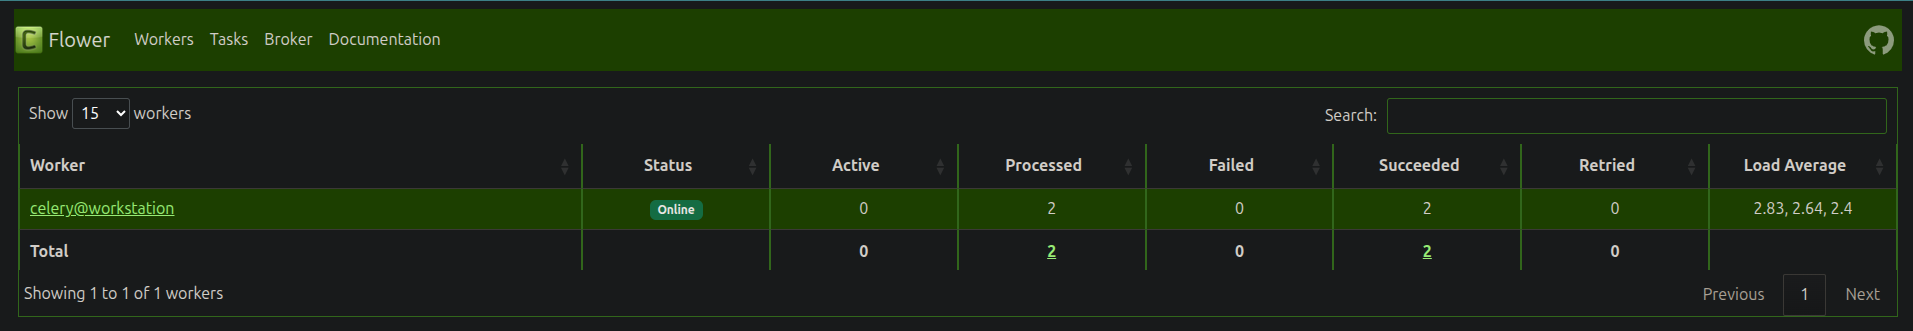 C Flower Workers Tasks Broker Documentation
Show 15 workers Search:
Worker Status Active Processed Failed Succeeded Retried Load Average
celery@workstation Online 0 2 0 2 0 2.83, 2.64, 2.4
Total 0 2 0 2 0
Showing 1 to 1 of 1 workers Previous 1 Next